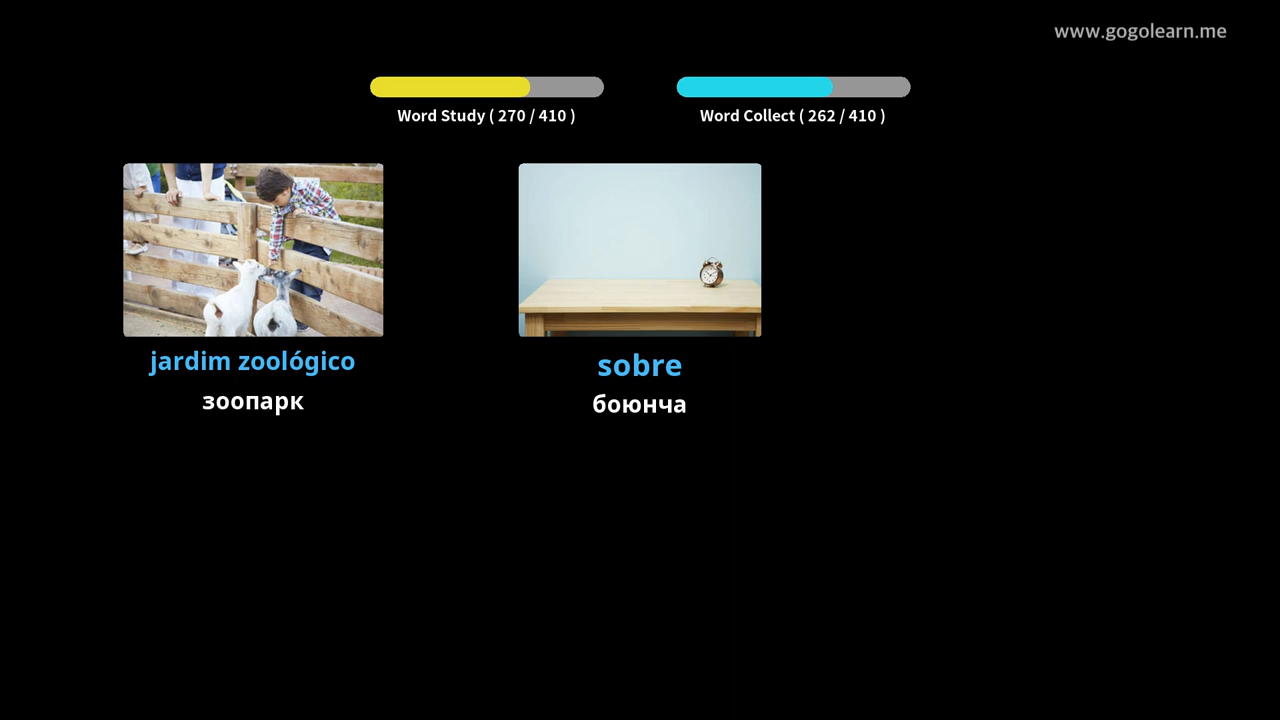 www.gogolearn.me
Word Study ( 270 / 410 )
Word Collect ( 262 / 410 )
jardim zoológico
зоопарк
sobre
боюнча